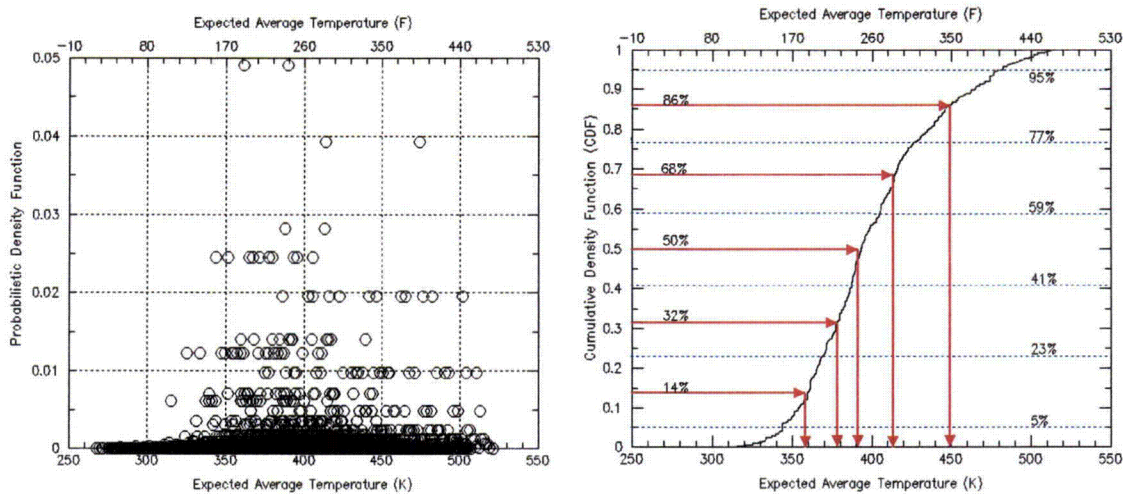 Expected Average Temperature (F)
-10 80 170 260 350 440 530
Probabilistic Density Function
0.05
0.04
0.03
0.02
0.01
0
250 300 350 400 450 500 550
Expected Average Temperature (K)
Expected Average Temperature (F)
-10 80 170 260 350 440 530
Cumulative Density Function (CDF)
1
0.9
0.8
0.7
0.6
0.5
0.4
0.3
0.2
0.1
0
95%
86%
77%
68%
59%
50%
41%
32%
23%
14%
5%
250 300 350 400 450 500 550
Expected Average Temperature (K)